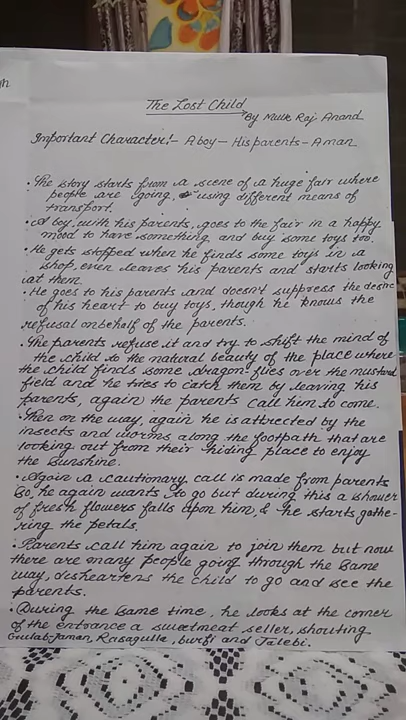 The Lost Child
By Mulk Raj Anand
Important Character:- A boy - His parents - A man
• The story starts from a scene of a huge fair where
people are going, using different means of
transport.
• A boy, with his parents, goes to the fair in a happy
mood to have something and buy some toys too.
• He gets stopped when he finds some toys in a
shop, even leaves his parents and starts looking
at them.
• He goes to his parents and doesn't suppress the desire
of his heart to buy toys, though he knows the
refusal onbehalf of the parents.
• The parents refuse it and try to shift the mind of
the child to the natural beauty of the place where
the child finds some dragon flies over the mustard
field and he tries to catch them by leaving his
parents, again the parents call him to come.
• Then on the way, again he is attrected by the
insects and worms along the footpath that are
looking out from their hiding place to enjoy
the Sunshine.
• Again a cautionary call is made from parents
So, he again wants to go but during this a shower
of fresh flowers falls upon him, & he starts gathe-
ring the petals.
• Parents call him again to join them but now
there are many people going through the Same
way, disheartens the child to go and see the
parents.
• During the Same time, he looks at the corner
of the entrance a sweetmeat seller, shouting
Gulab-Jaman, Rasagulla, burfi and Jalebi.